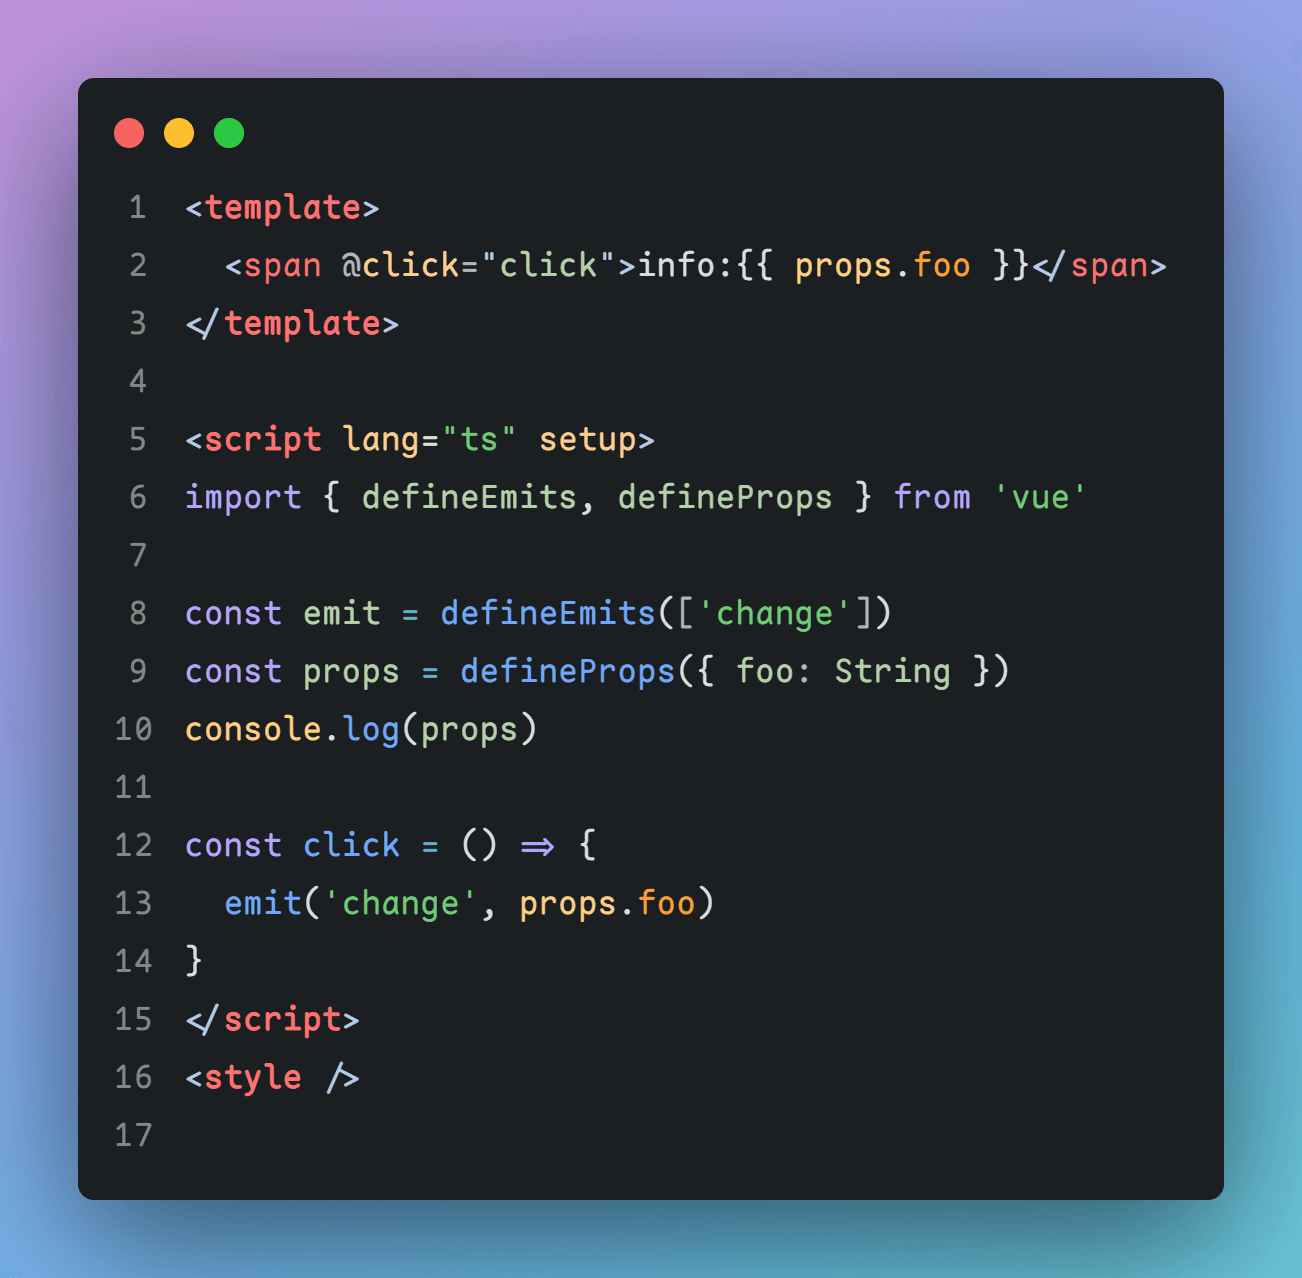 1 <template>
2   <span @click="click">info:{{ props.foo }}</span>
3 </template>
4
5 <script lang="ts" setup>
6 import { defineEmits, defineProps } from 'vue'
7
8 const emit = defineEmits(['change'])
9 const props = defineProps({ foo: String })
10 console.log(props)
11
12 const click = () => {
13   emit('change', props.foo)
14 }
15 </script>
16 <style />
17